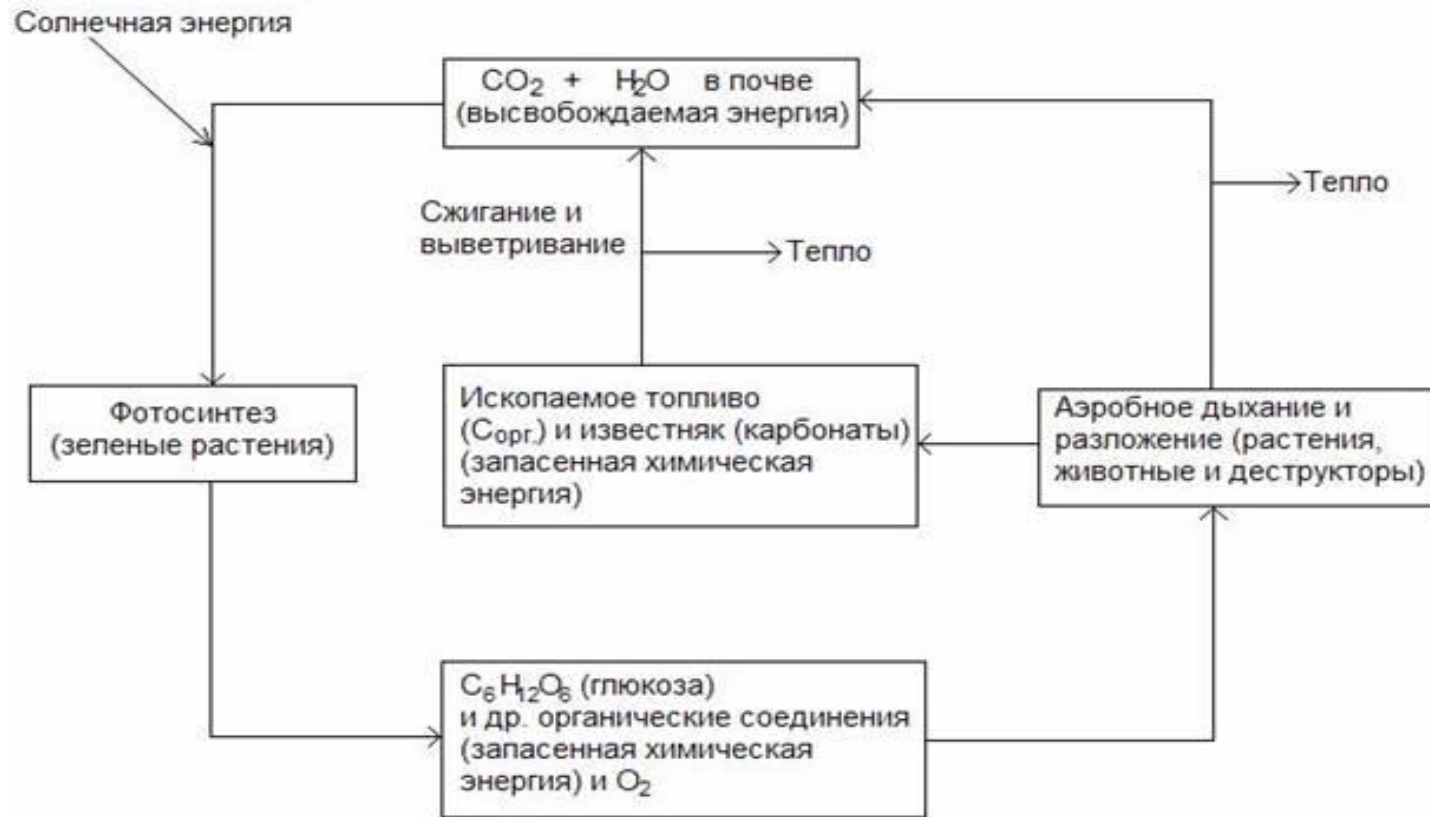 Солнечная энергия
CO₂ + H₂O в почве
(высвобождаемая энергия)
Тепло
Сжигание и
выветривание
Тепло
Фотосинтез
(зеленые растения)
Ископаемое топливо
(Cорг.) и известняк (карбонаты)
(запасенная химическая
энергия)
Аэробное дыхание и
разложение (растения,
животные и деструкторы)
C₆H₁₂O₆ (глюкоза)
и др. органические соединения
(запасенная химическая
энергия) и O₂